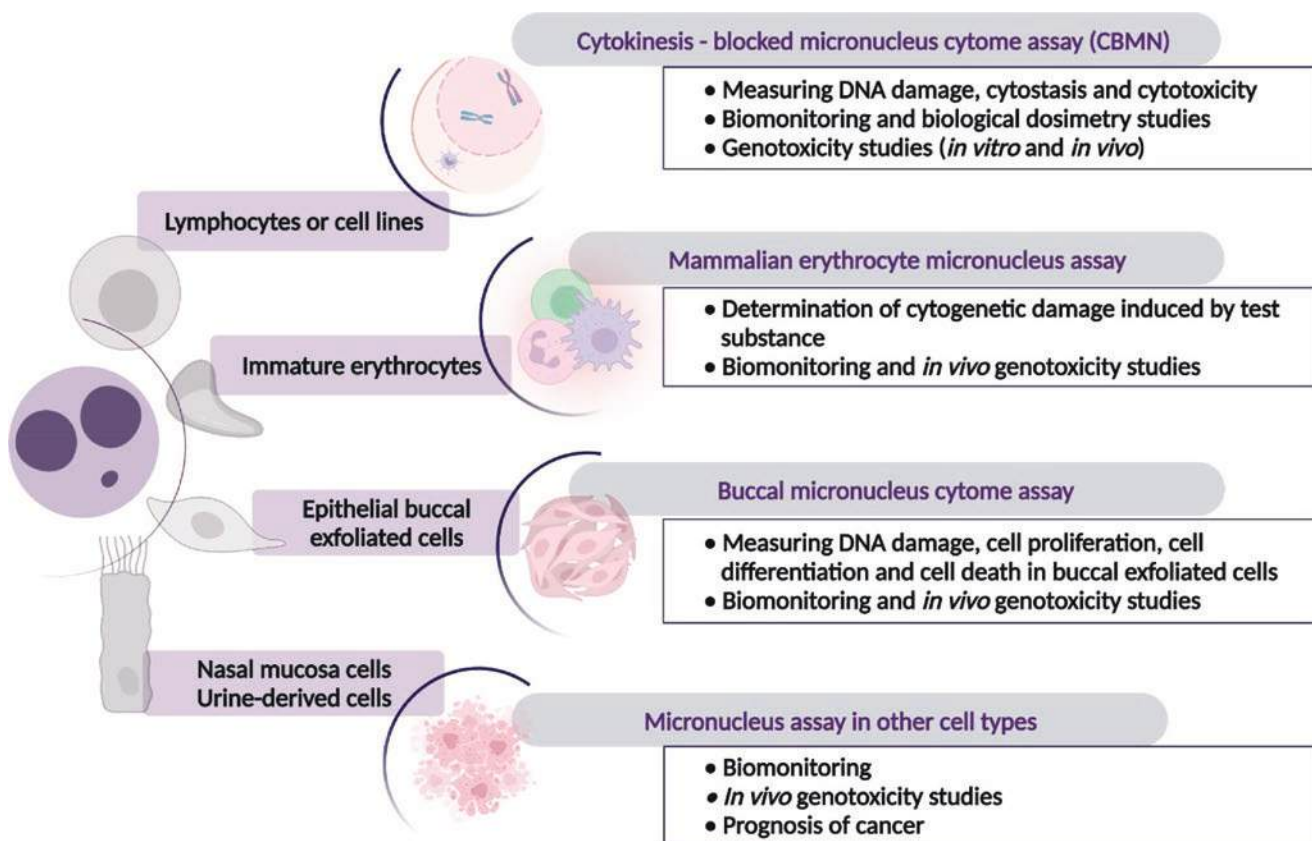 Cytokinesis - blocked micronucleus cytome assay (CBMN)
• Measuring DNA damage, cytostasis and cytotoxicity
• Biomonitoring and biological dosimetry studies
• Genotoxicity studies (in vitro and in vivo)
Lymphocytes or cell lines
Mammalian erythrocyte micronucleus assay
• Determination of cytogenetic damage induced by test
substance
• Biomonitoring and in vivo genotoxicity studies
Immature erythrocytes
Buccal micronucleus cytome assay
• Measuring DNA damage, cell proliferation, cell
differentiation and cell death in buccal exfoliated cells
• Biomonitoring and in vivo genotoxicity studies
Epithelial buccal
exfoliated cells
Nasal mucosa cells
Urine-derived cells
Micronucleus assay in other cell types
• Biomonitoring
• In vivo genotoxicity studies
• Prognosis of cancer